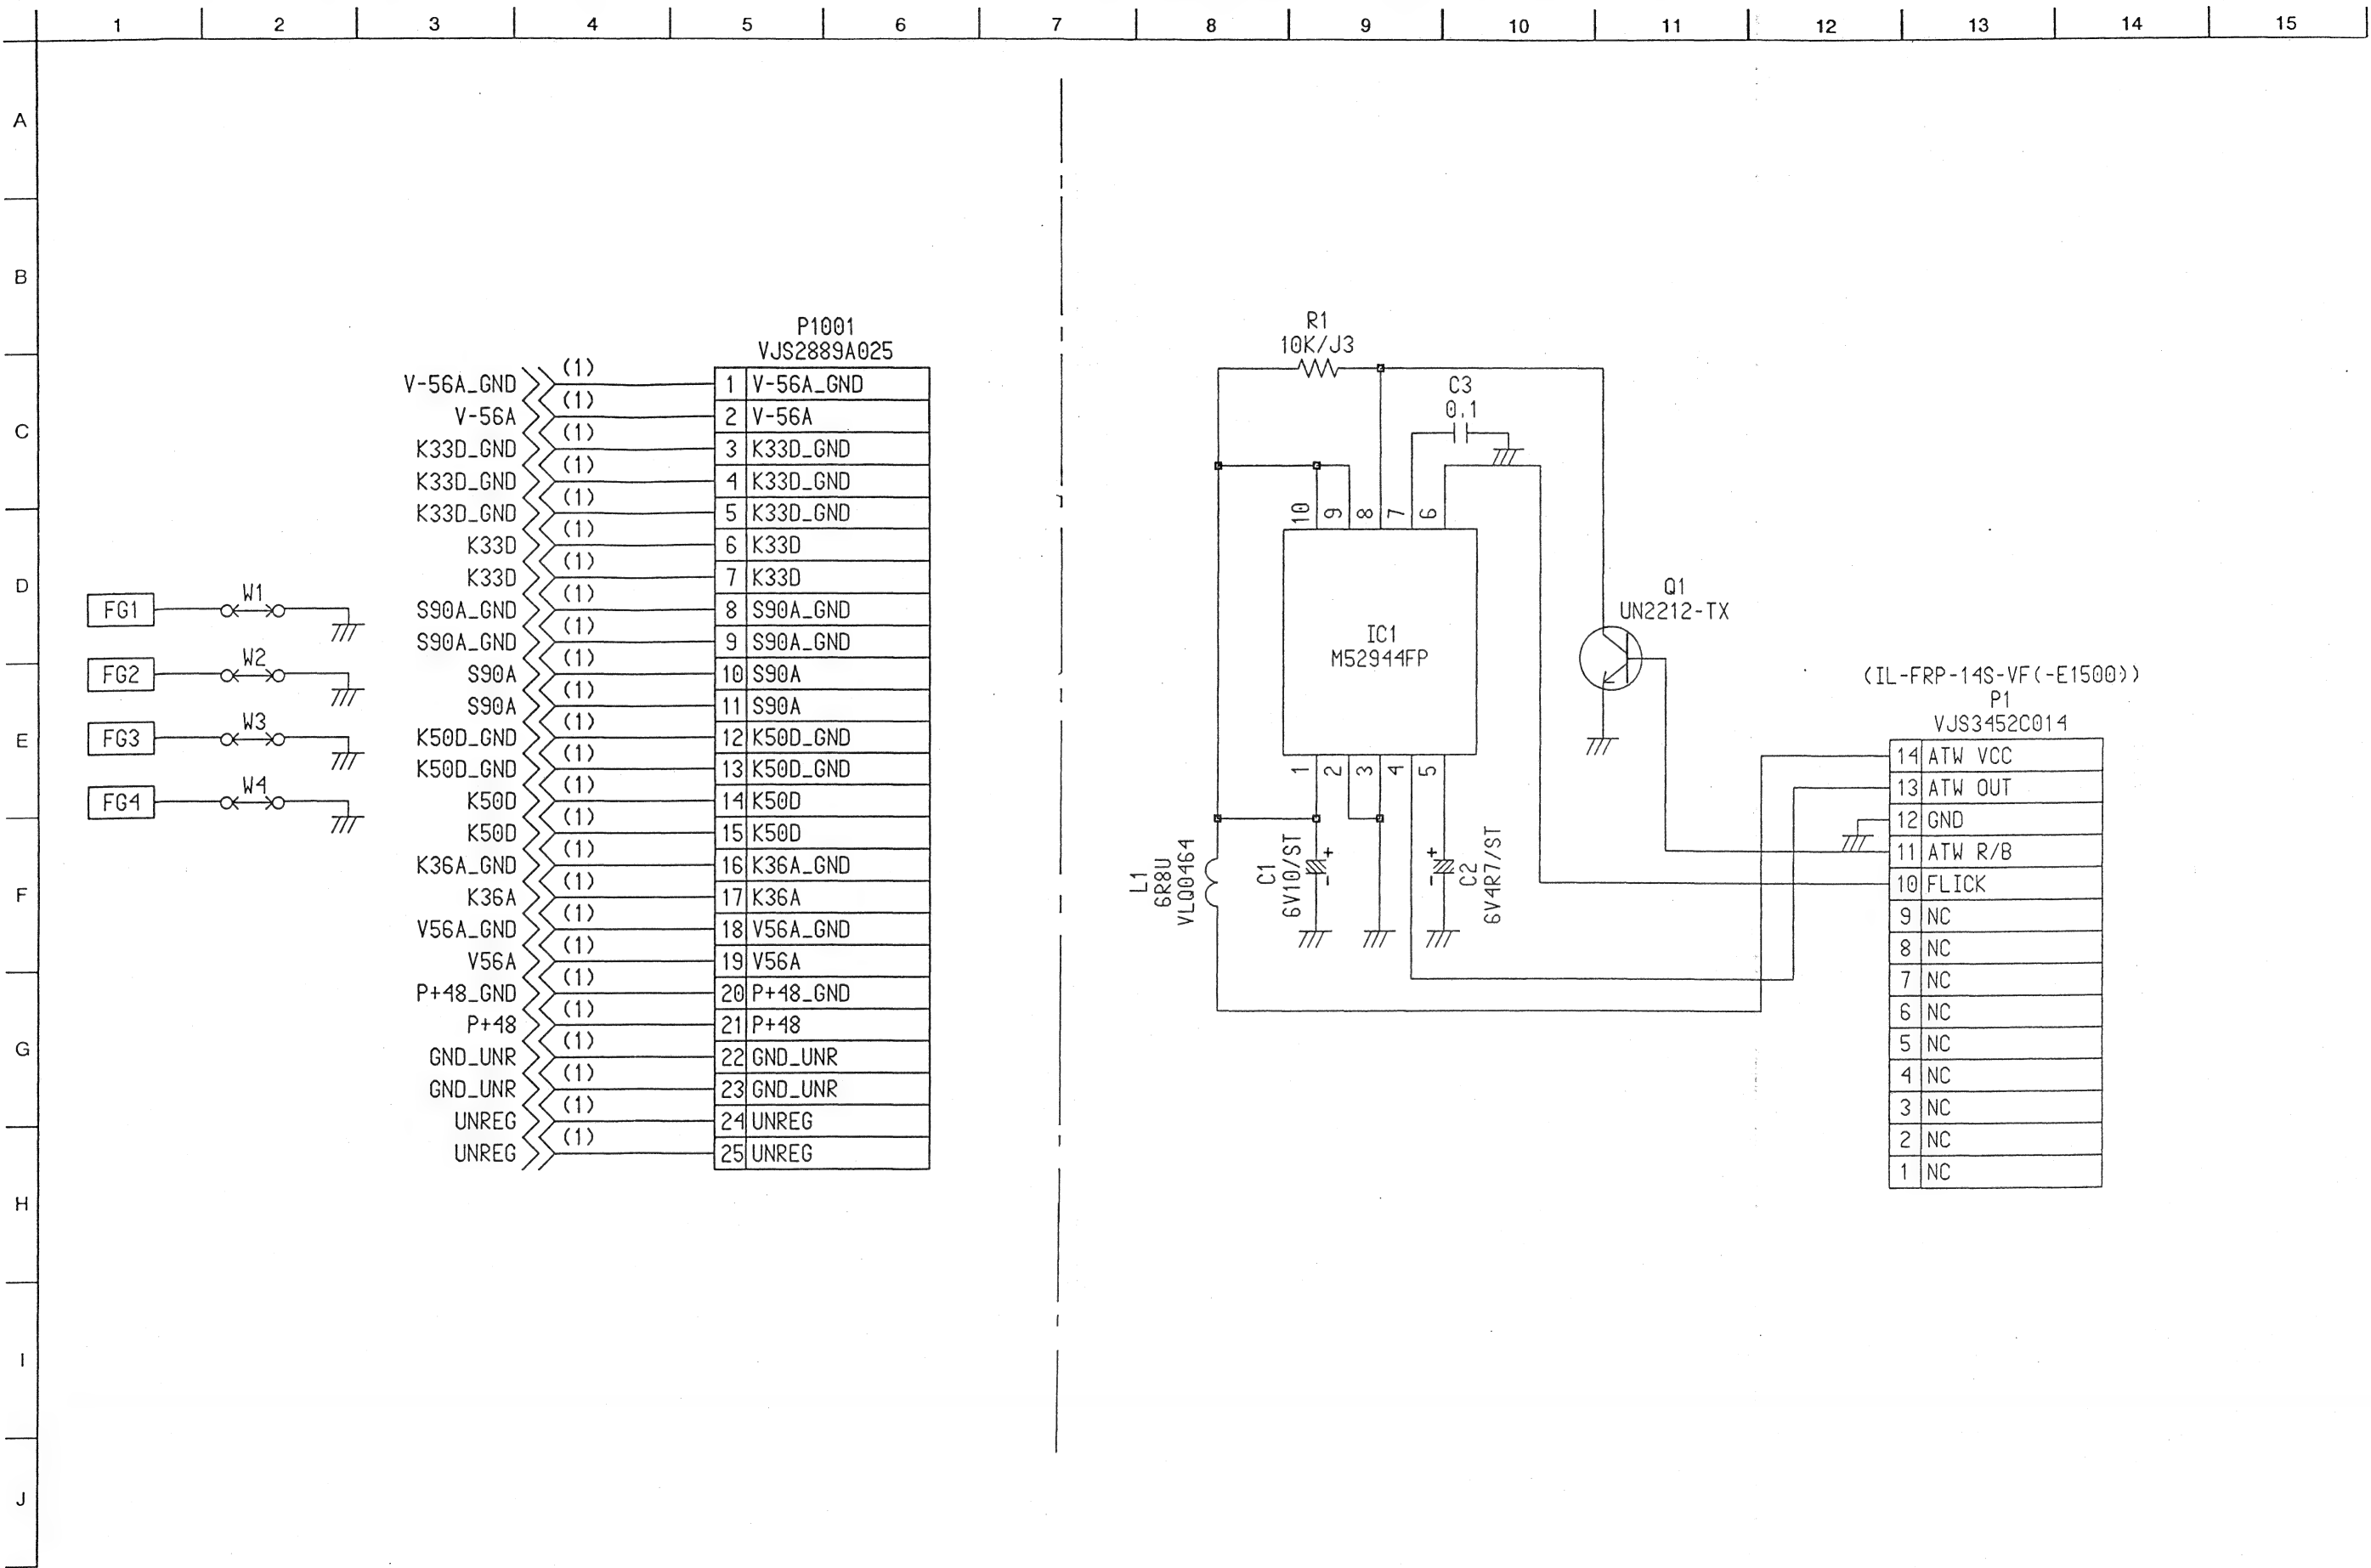 1 2 3 4 5 6 7 8 9 10 11 12 13 14 15
A
B
C
D
E
F
G
H
I
J
FG1 W1
FG2 W2
FG3 W3
FG4 W4
P1001
VJS2889A025
V-56A_GND (1) 1 V-56A_GND
V-56A (1) 2 V-56A
K33D_GND (1) 3 K33D_GND
K33D_GND (1) 4 K33D_GND
K33D_GND (1) 5 K33D_GND
K33D (1) 6 K33D
K33D (1) 7 K33D
S90A_GND (1) 8 S90A_GND
S90A_GND (1) 9 S90A_GND
S90A (1) 10 S90A
S90A (1) 11 S90A
K50D_GND (1) 12 K50D_GND
K50D_GND (1) 13 K50D_GND
K50D (1) 14 K50D
K50D (1) 15 K50D
K36A_GND (1) 16 K36A_GND
K36A (1) 17 K36A
V56A_GND (1) 18 V56A_GND
V56A (1) 19 V56A
P+48_GND (1) 20 P+48_GND
P+48 (1) 21 P+48
GND_UNR (1) 22 GND_UNR
GND_UNR (1) 23 GND_UNR
UNREG (1) 24 UNREG
UNREG (1) 25 UNREG
R1
10K/J3
C3
0.1
10 9 8 7 6
IC1
M52944FP
1 2 3 4 5
Q1
UN2212-TX
L1
6R8U
VLQ0464
C1
6V10/ST
+
-
C2
6V4R7/ST
+
-
(IL-FRP-14S-VF(-E1500))
P1
VJS3452C014
14 ATW VCC
13 ATW OUT
12 GND
11 ATW R/B
10 FLICK
9 NC
8 NC
7 NC
6 NC
5 NC
4 NC
3 NC
2 NC
1 NC